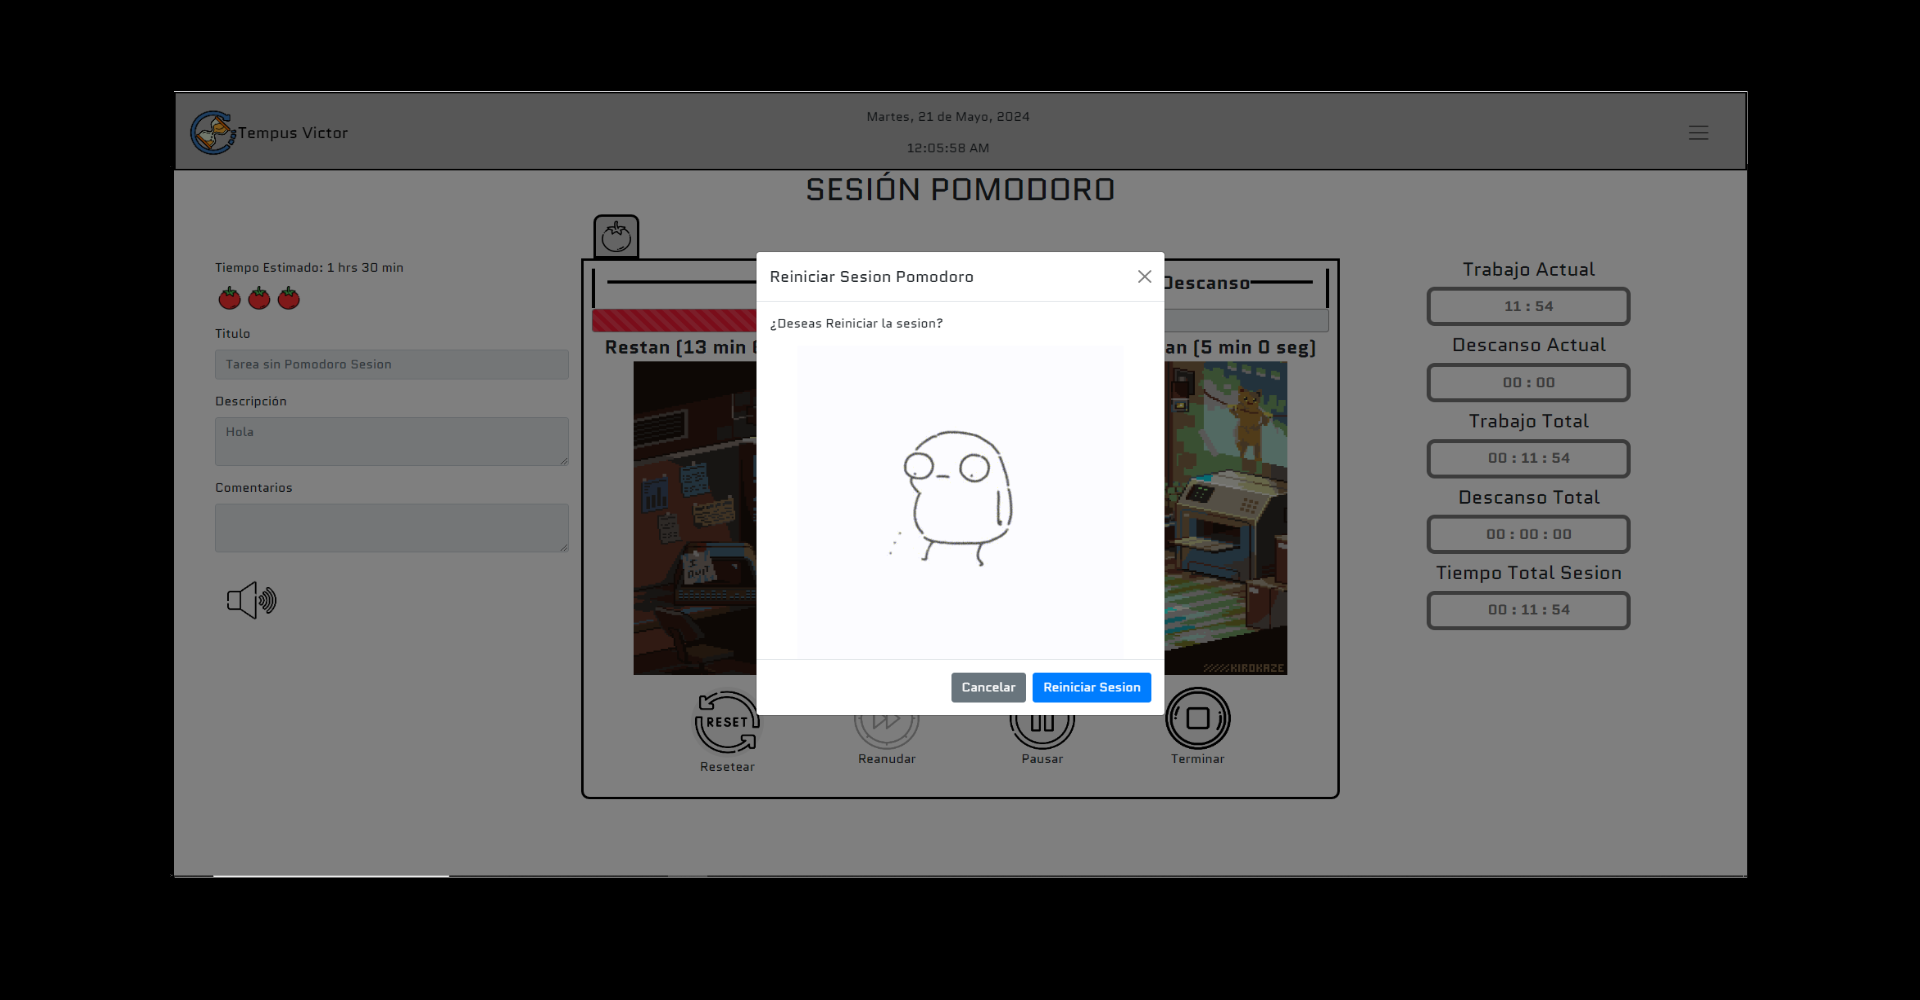 Tempus Victor
Martes, 21 de Mayo, 2024
12:05:58 AM
SESIÓN POMODORO
Tiempo Estimado: 1 hrs 30 min
Titulo
Tarea sin Pomodoro Sesion
Descripción
Hola
Comentarios
Descanso
Restan (13 min
an (5 min 0 seg)
I QUIT
KIROKAZE
Reiniciar Sesion Pomodoro
¿Deseas Reiniciar la sesion?
Cancelar
Reiniciar Sesion
RESET
Resetear
Reanudar
Pausar
Terminar
Trabajo Actual
11 : 54
Descanso Actual
00 : 00
Trabajo Total
00 : 11 : 54
Descanso Total
00 : 00 : 00
Tiempo Total Sesion
00 : 11 : 54